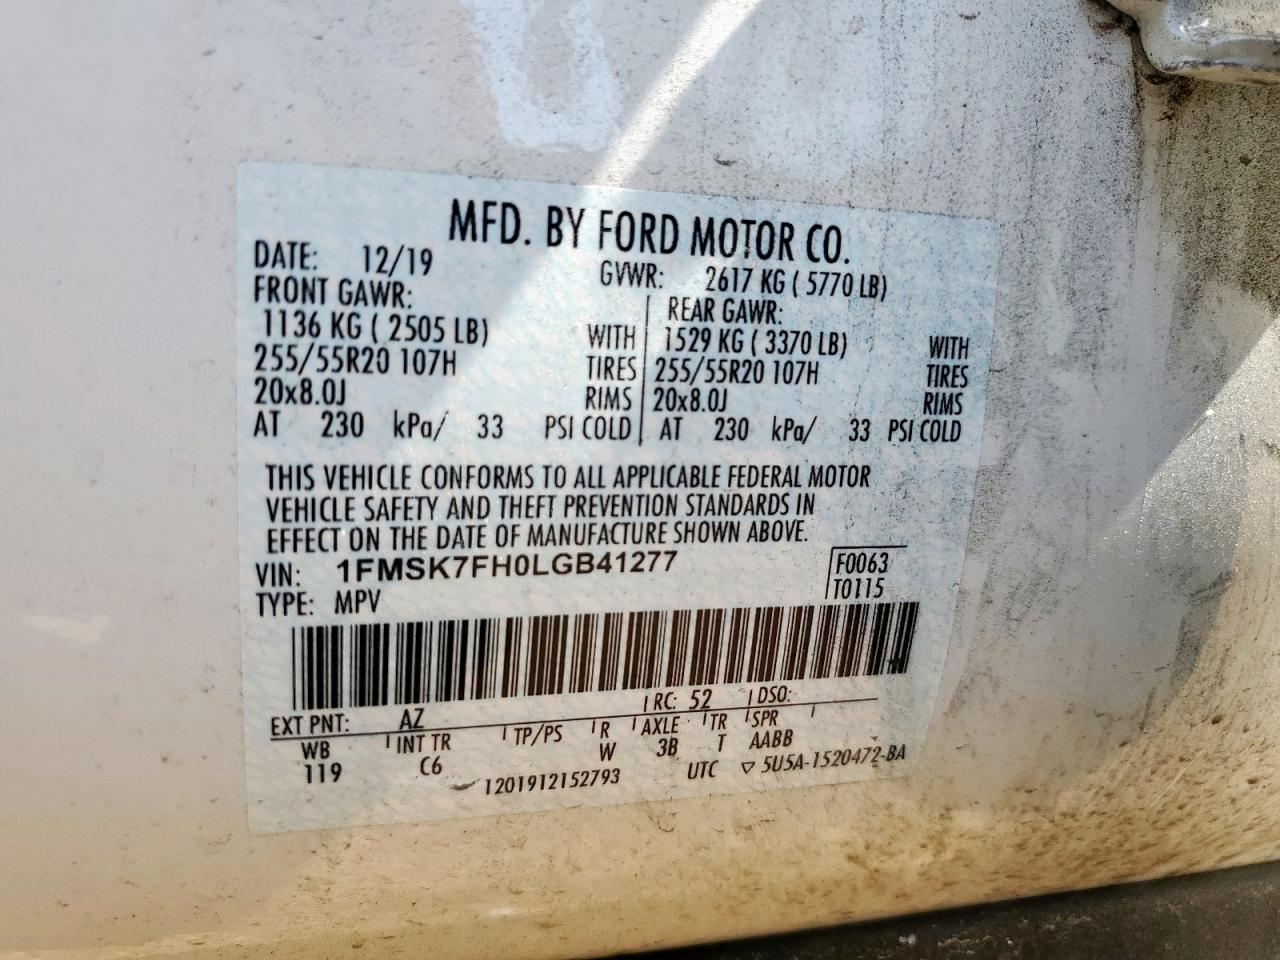 MFD. BY FORD MOTOR CO.
DATE: 12/19 GVWR: 2617 KG ( 5770 LB)
FRONT GAWR: REAR GAWR:
1136 KG ( 2505 LB) WITH 1529 KG ( 3370 LB) WITH
255/55R20 107H TIRES 255/55R20 107H TIRES
20x8.0J RIMS 20x8.0J RIMS
AT 230 kPa/ 33 PSI COLD AT 230 kPa/ 33 PSI COLD
THIS VEHICLE CONFORMS TO ALL APPLICABLE FEDERAL MOTOR
VEHICLE SAFETY AND THEFT PREVENTION STANDARDS IN
EFFECT ON THE DATE OF MANUFACTURE SHOWN ABOVE.
VIN: 1FMSK7FH0LGB41277 F0063
TYPE: MPV T0115
EXT PNT: AZ RC: 52 DSO:
WB INT TR TP/PS R AXLE TR SPR
119 C6 W 3B T AABB
1201912152793 UTC ▽ 5U5A-1520472-BA